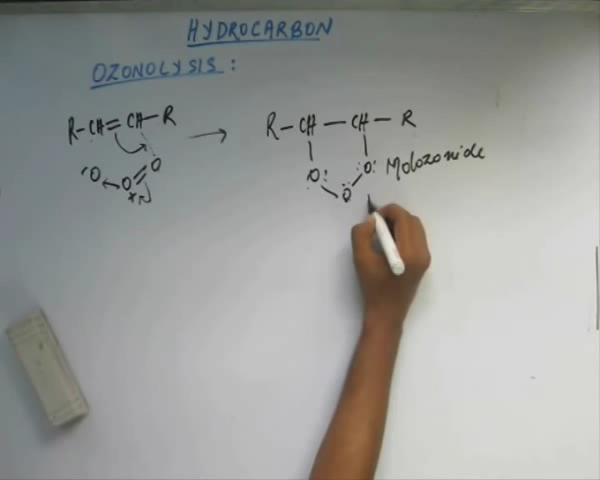 HYDROCARBON
OZONOLYSIS :
R-CH=CH-R → R-CH-CH-R
O O O O Molozonide
O O